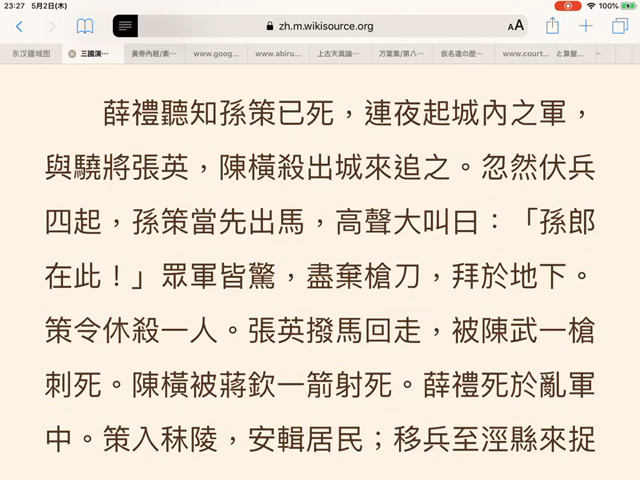 23:27 5月2日(木)
100%
zh.m.wikisource.org
AA
东汉疆域图
三國演…
黃帝內經/素…
www.goog…
www.abiru…
上古天真論…
万葉集/第八…
仮名遣の歴…
www.court…
と算盤…
薛禮聽知孫策已死，連夜起城內之軍，
與驍將張英，陳橫殺出城來追之。忽然伏兵
四起，孫策當先出馬，高聲大叫曰：「孫郎
在此！」眾軍皆驚，盡棄槍刀，拜於地下。
策令休殺一人。張英撥馬回走，被陳武一槍
刺死。陳橫被蔣欽一箭射死。薛禮死於亂軍
中。策入秣陵，安輯居民；移兵至涇縣來捉